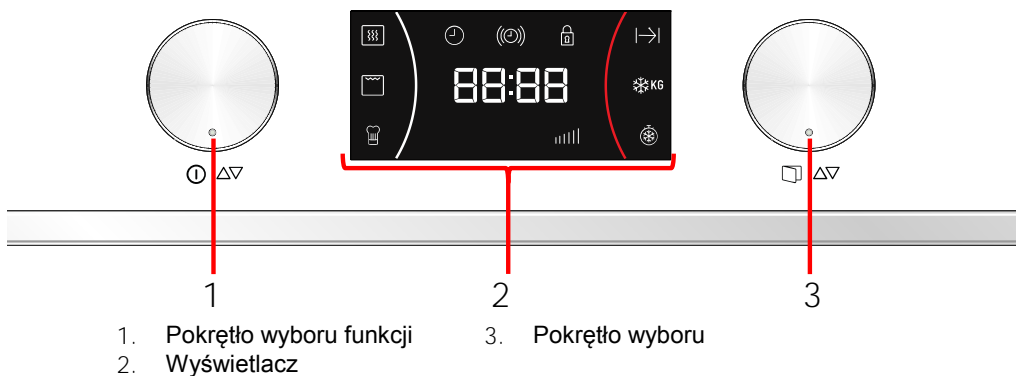 88:88
KG
1
2
3
1. Pokrętło wyboru funkcji
2. Wyświetlacz
3. Pokrętło wyboru